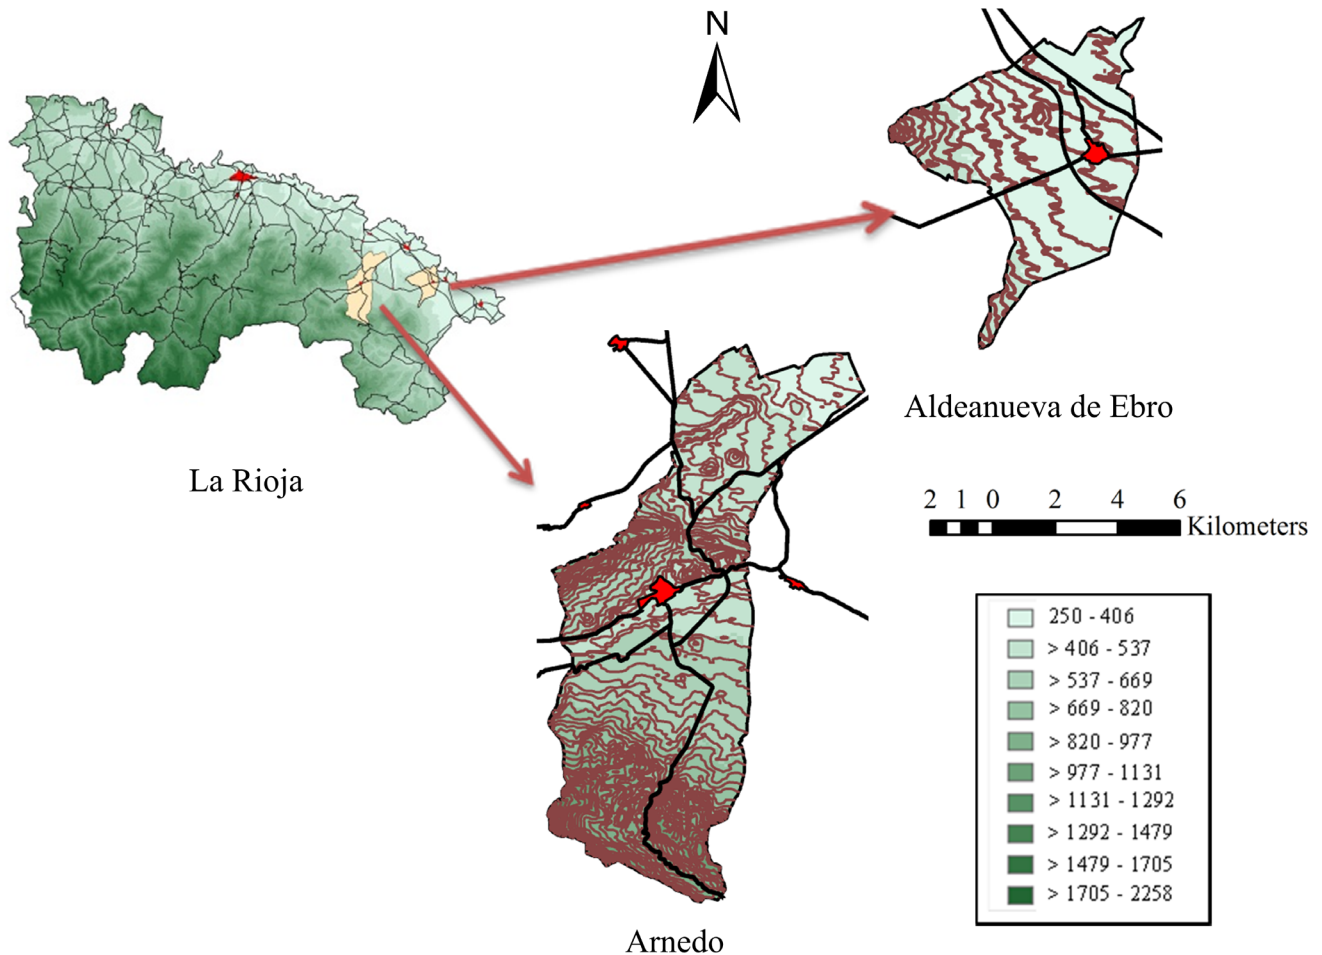 N
Aldeanueva de Ebro
La Rioja
2 1 0 2 4 6
Kilometers
250 - 406
> 406 - 537
> 537 - 669
> 669 - 820
> 820 - 977
> 977 - 1131
> 1131 - 1292
> 1292 - 1479
> 1479 - 1705
> 1705 - 2258
Arnedo